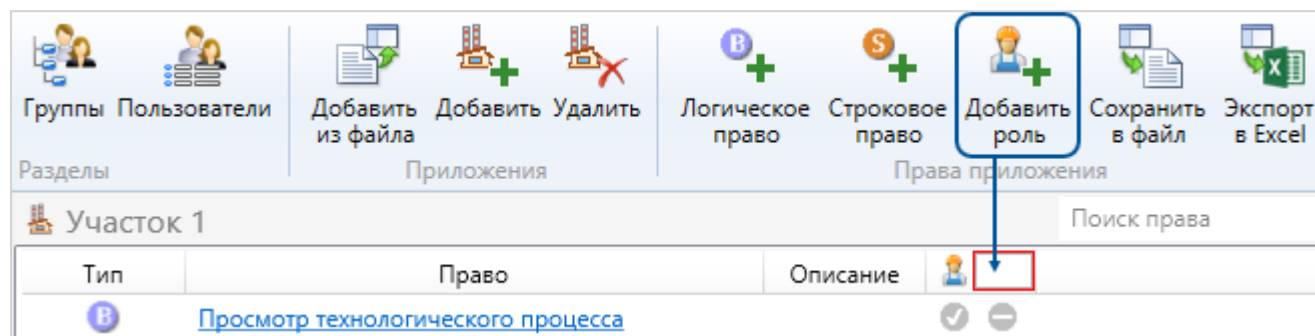 Группы Пользователи Добавить Добавить Удалить Логическое Строковое Добавить Сохранить Экспорт
из файла право право роль в файл в Excel
Разделы Приложения Права приложения
Участок 1 Поиск права
Тип Право Описание
B Просмотр технологического процесса